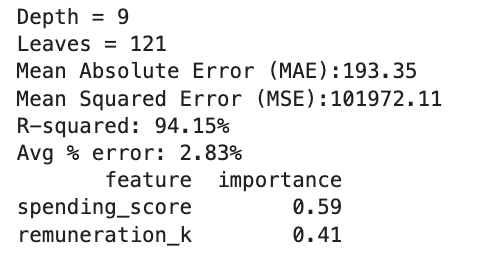 Depth = 9
Leaves = 121
Mean Absolute Error (MAE):193.35
Mean Squared Error (MSE):101972.11
R-squared: 94.15%
Avg % error: 2.83%
feature importance
spending_score 0.59
remuneration_k 0.41